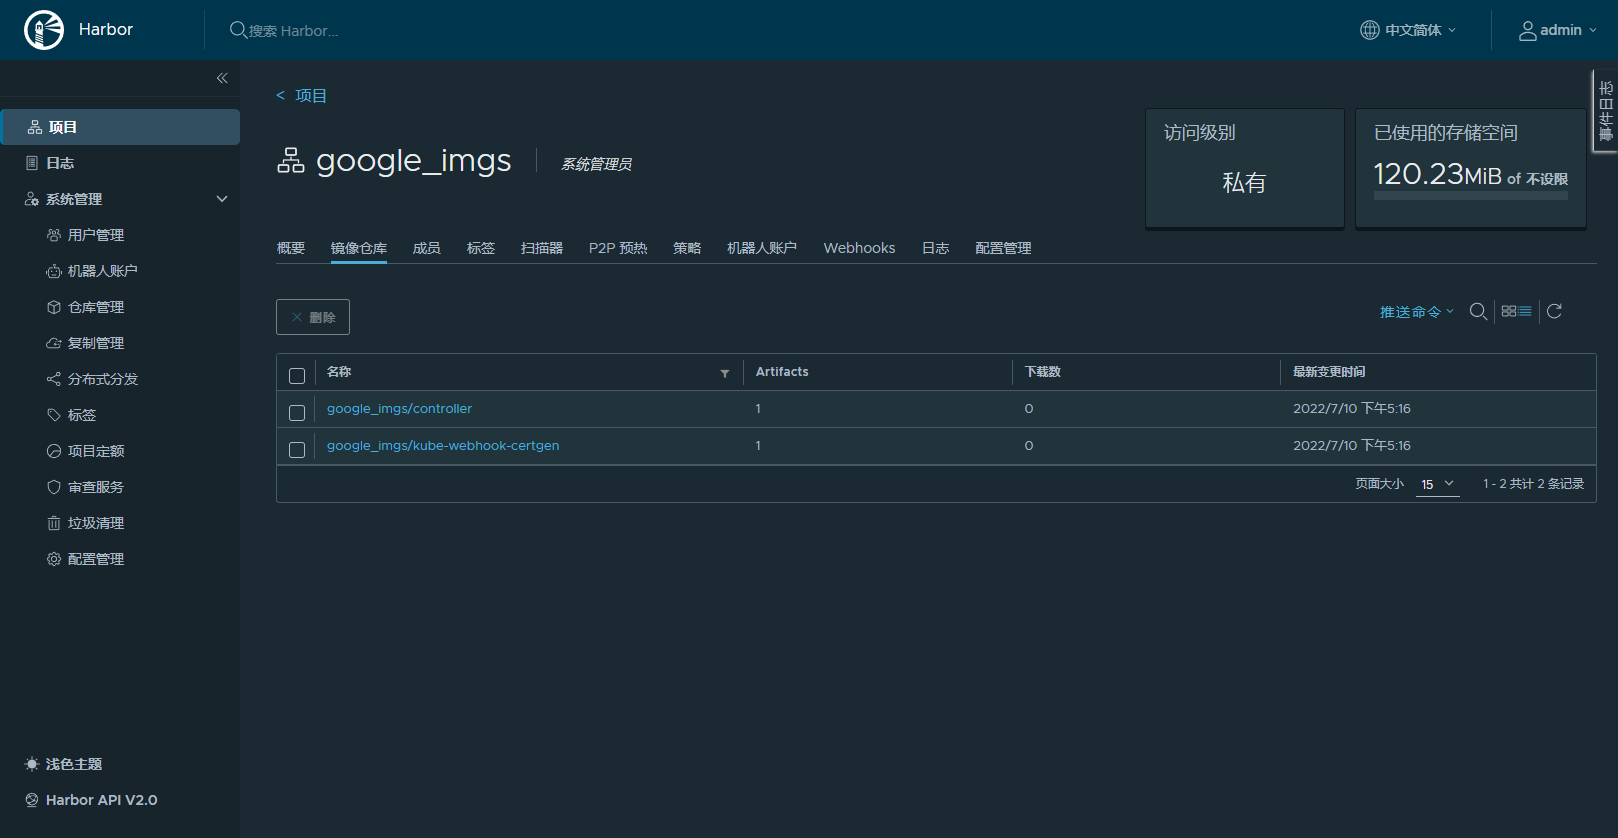 Harbor
搜索 Harbor...
中文简体
admin
事件日志
项目
日志
系统管理
用户管理
机器人账户
仓库管理
复制管理
分布式分发
标签
项目定额
审查服务
垃圾清理
配置管理
浅色主题
Harbor API V2.0
< 项目
google_imgs
系统管理员
访问级别
私有
已使用的存储空间
120.23MiB of 不设限
概要 镜像仓库 成员 标签 扫描器 P2P 预热 策略 机器人账户 Webhooks 日志 配置管理
删除
推送命令
名称 Artifacts 下载数 最新变更时间
google_imgs/controller 1 0 2022/7/10 下午5:16
google_imgs/kube-webhook-certgen 1 0 2022/7/10 下午5:16
页面大小 15 1 - 2 共计 2 条记录